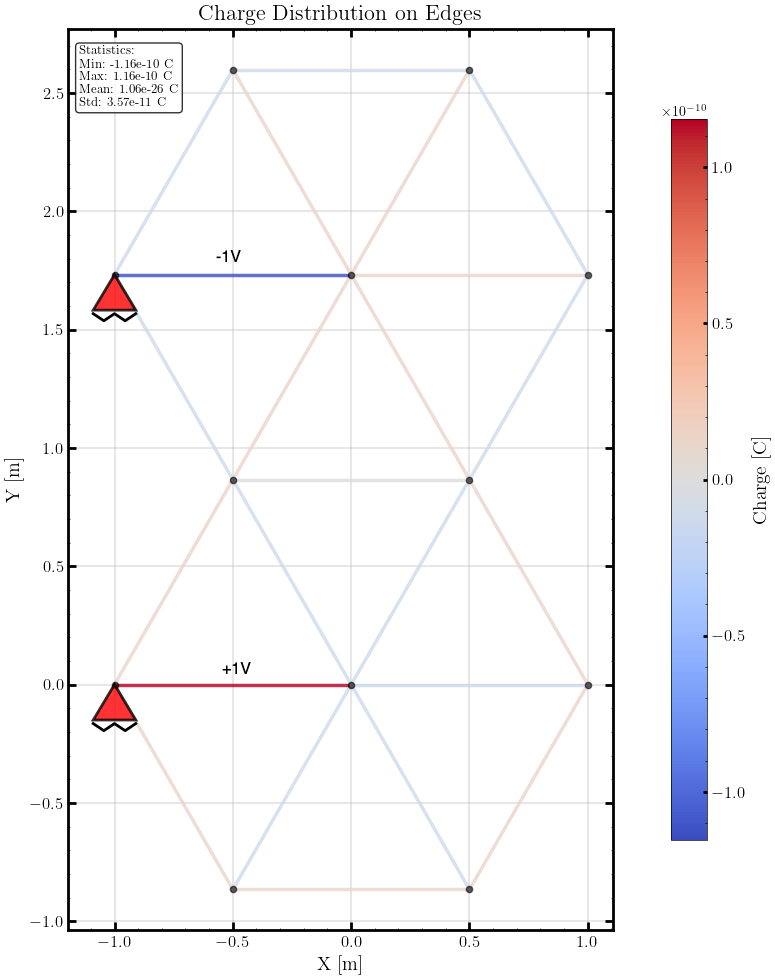 Charge Distribution on Edges
Statistics:
Min: -1.16e-10 C
Max: 1.16e-10 C
Mean: 1.06e-26 C
Std: 3.57e-11 C
2.5
2.0
1.5
1.0
0.5
0.0
−0.5
−1.0
Y [m]
-1V
+1V
−1.0 −0.5 0.0 0.5 1.0
X [m]
×10⁻¹⁰
1.0
0.5
0.0
−0.5
−1.0
Charge [C]